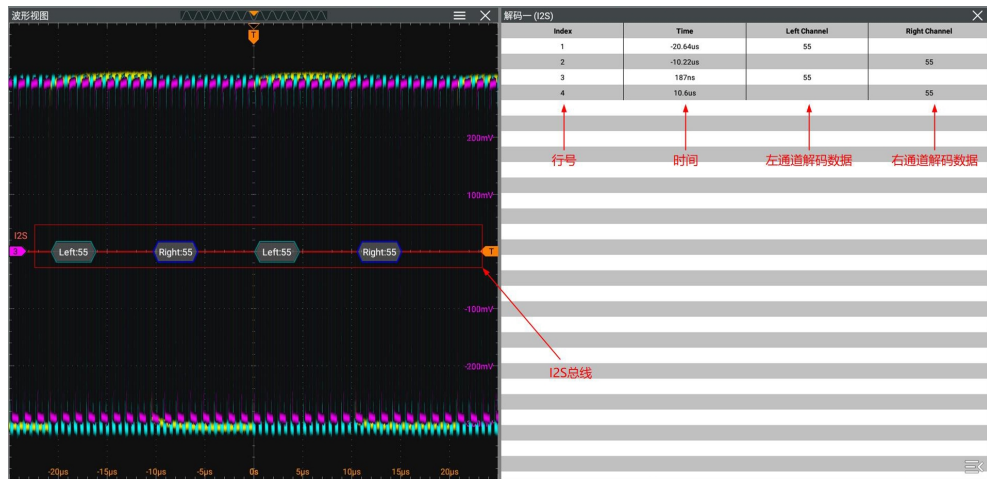 波形视图
T
200mV
100mV
I2S
3
Left:55
Right:55
Left:55
Right:55
T
-100mV
-200mV
-20μs -15μs -10μs -5μs 0s 5μs 10μs 15μs 20μs
解码一 (I2S)
Index Time Left Channel Right Channel
1 -20.64us 55
2 -10.22us 55
3 187ns 55
4 10.6us 55
行号 时间 左通道解码数据 右通道解码数据
I2S总线